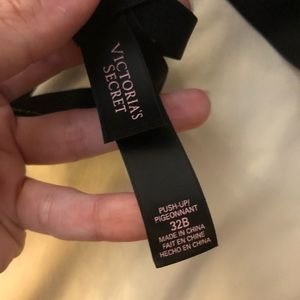 VICTORIA'S
SECRET
PUSH-UP/
PIGEONNANT
32B
MADE IN CHINA
FAIT EN CHINE
HECHO EN CHINA